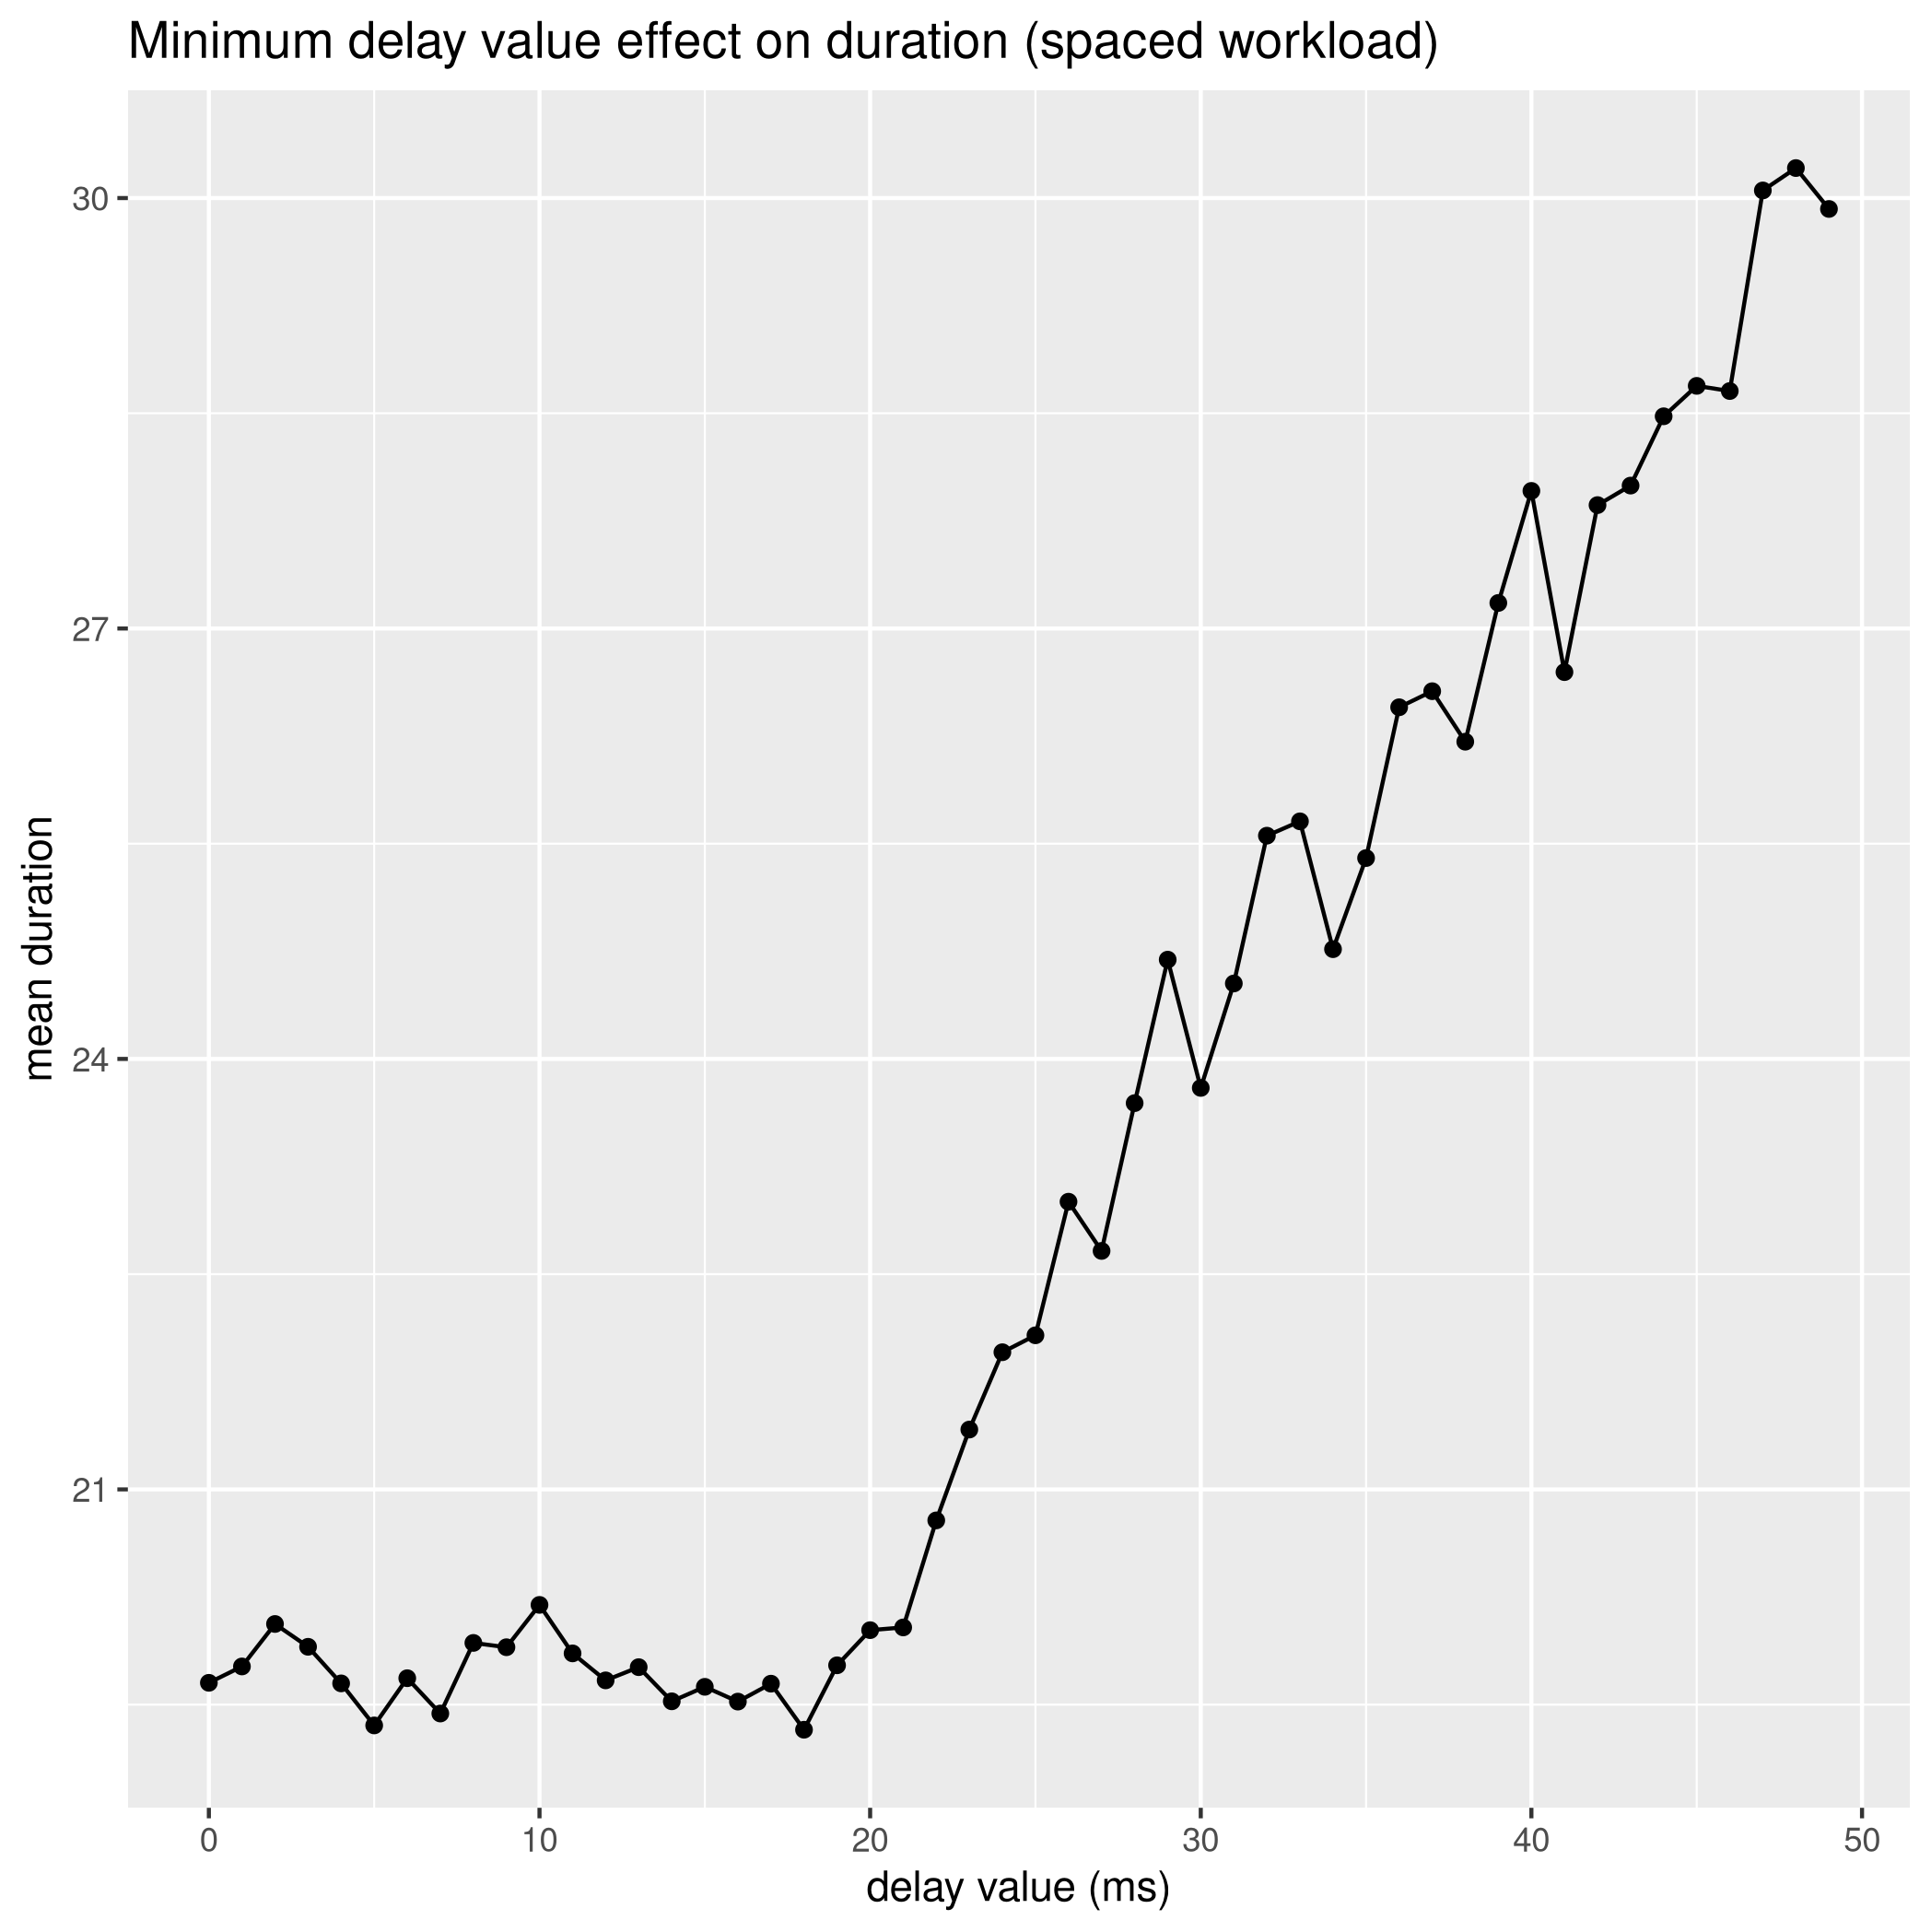 Minimum delay value effect on duration (spaced workload)
30
27
24
21
mean duration
0 10 20 30 40 50
delay value (ms)